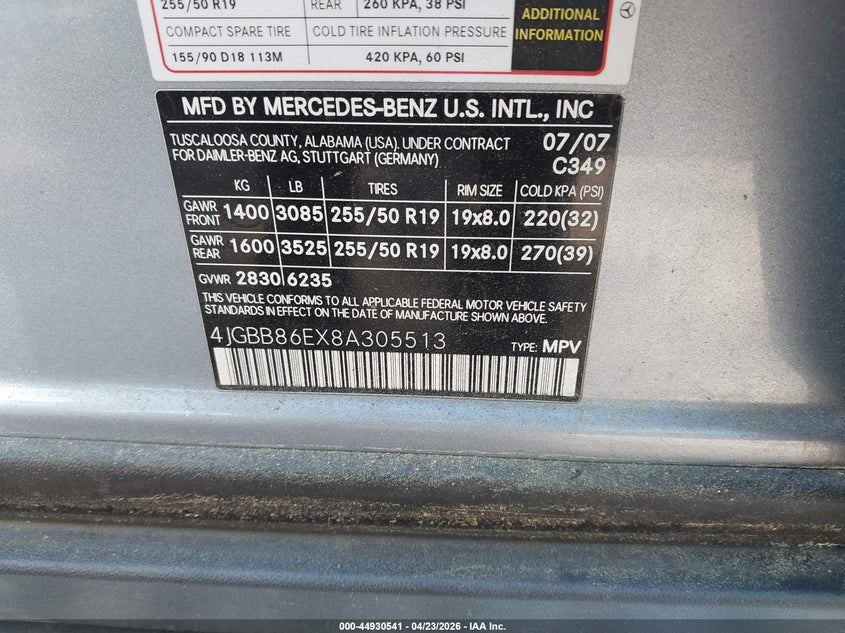 255/50 R19 REAR 260 KPA, 38 PSI
COMPACT SPARE TIRE COLD TIRE INFLATION PRESSURE
155/90 D18 113M 420 KPA, 60 PSI
ADDITIONAL
INFORMATION
MFD BY MERCEDES-BENZ U.S. INTL., INC
TUSCALOOSA COUNTY, ALABAMA (USA), UNDER CONTRACT 07/07
FOR DAIMLER-BENZ AG, STUTTGART (GERMANY) C349
KG LB TIRES RIM SIZE COLD KPA (PSI)
GAWR FRONT 1400 3085 255/50 R19 19x8.0 220(32)
GAWR REAR 1600 3525 255/50 R19 19x8.0 270(39)
GVWR 2830 6235
THIS VEHICLE CONFORMS TO ALL APPLICABLE FEDERAL MOTOR VEHICLE SAFETY
STANDARDS IN EFFECT ON THE DATE OF MANUFACTURE SHOWN ABOVE.
4JGBB86EX8A305513 TYPE: MPV
000-44930541 - 04/23/2026 - IAA Inc.